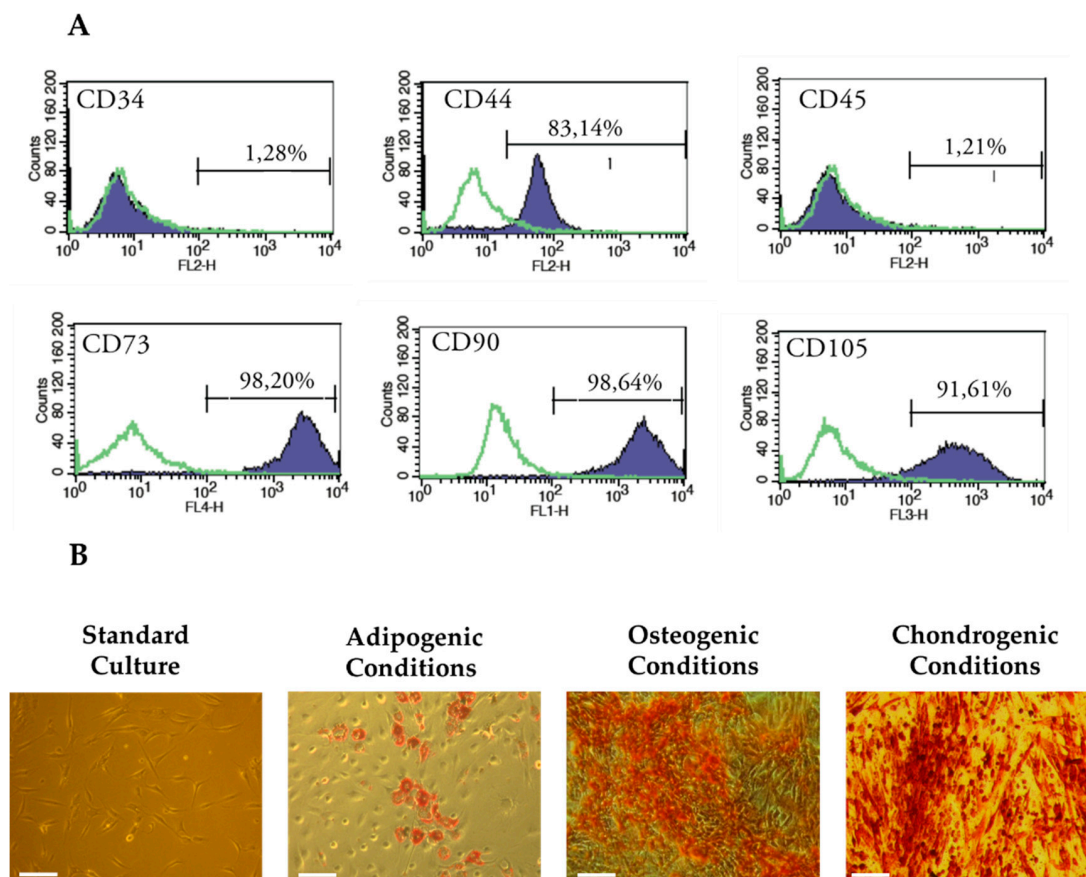 A
CD34
1,28%
Counts
0 40 80 120 160 200
10^0 10^1 10^2 10^3 10^4
FL2-H
CD44
83,14%
1
Counts
0 40 80 120 160 200
10^0 10^1 10^2 10^3 10^4
FL2-H
CD45
1,21%
Counts
0 40 80 120 160 200
10^0 10^1 10^2 10^3 10^4
FL2-H
CD73
98,20%
Counts
0 40 80 120 160 200
10^0 10^1 10^2 10^3 10^4
FL4-H
CD90
98,64%
Counts
0 40 80 120 160 200
10^0 10^1 10^2 10^3 10^4
FL1-H
CD105
91,61%
Counts
0 40 80 120 160 200
10^0 10^1 10^2 10^3 10^4
FL3-H
B
Standard
Culture
Adipogenic
Conditions
Osteogenic
Conditions
Chondrogenic
Conditions